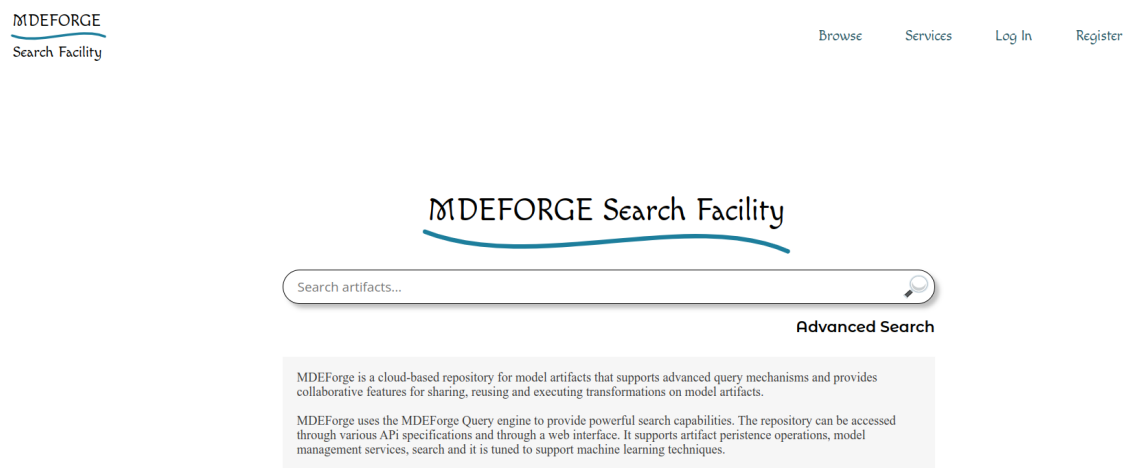 MDEFORGE
Search Facility
Browse Services Log In Register
MDEFORGE Search Facility
Search artifacts...
Advanced Search
MDEForge is a cloud-based repository for model artifacts that supports advanced query mechanisms and provides
collaborative features for sharing, reusing and executing transformations on model artifacts.
MDEForge uses the MDEForge Query engine to provide powerful search capabilities. The repository can be accessed
through various APi specifications and through a web interface. It supports artifact peristence operations, model
management services, search and it is tuned to support machine learning techniques.